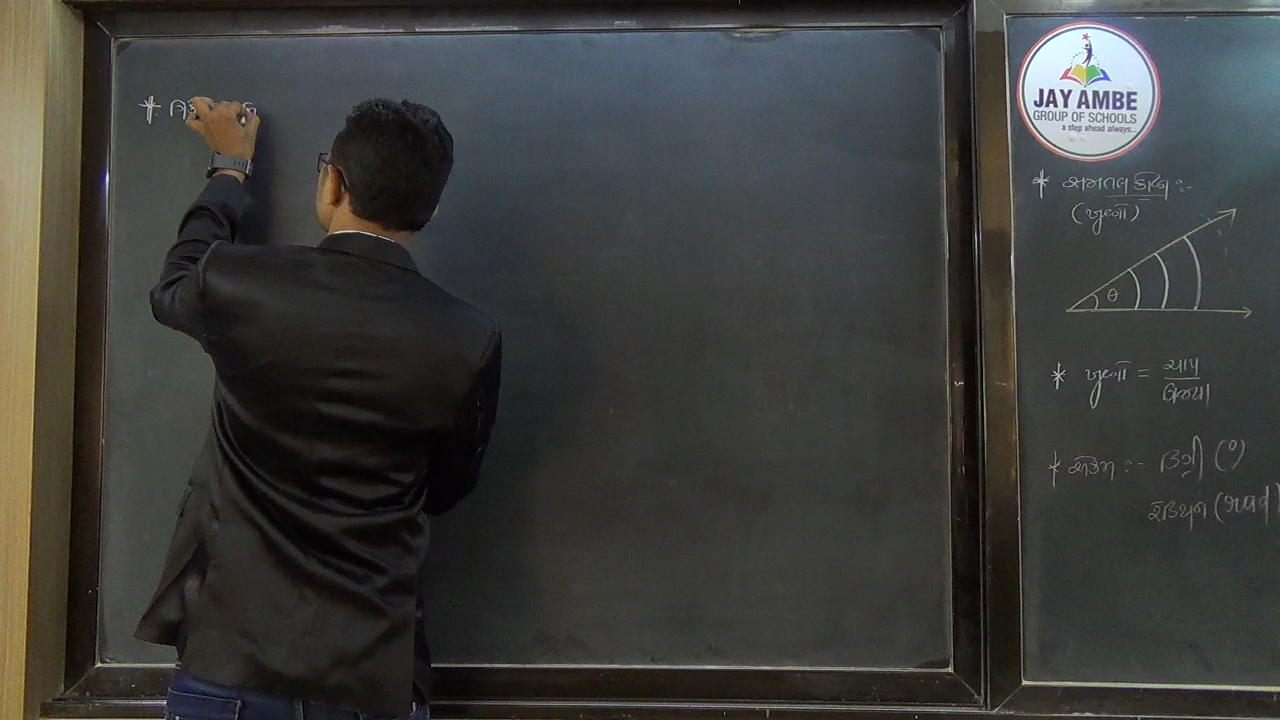 JAY AMBE
GROUP OF SCHOOLS
a step ahead always...
* સમતલ કોણ :-
(ખૂણો)
θ
* ખૂણો = ચાપ / ત્રિજ્યા
* એકમ :- ડિગ્રી (°)
રેડિયન (rad)